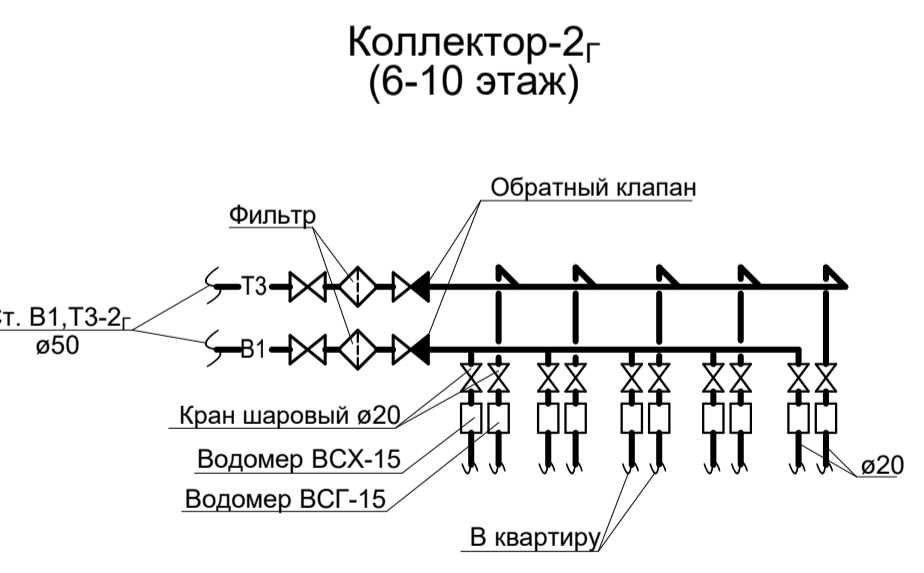 Коллектор-2г
(6-10 этаж)
Обратный клапан
Фильтр
Т3
Ст. В1,Т3-2г
ø50
В1
Кран шаровый ø20
Водомер ВСХ-15
ø20
Водомер ВСГ-15
В квартиру